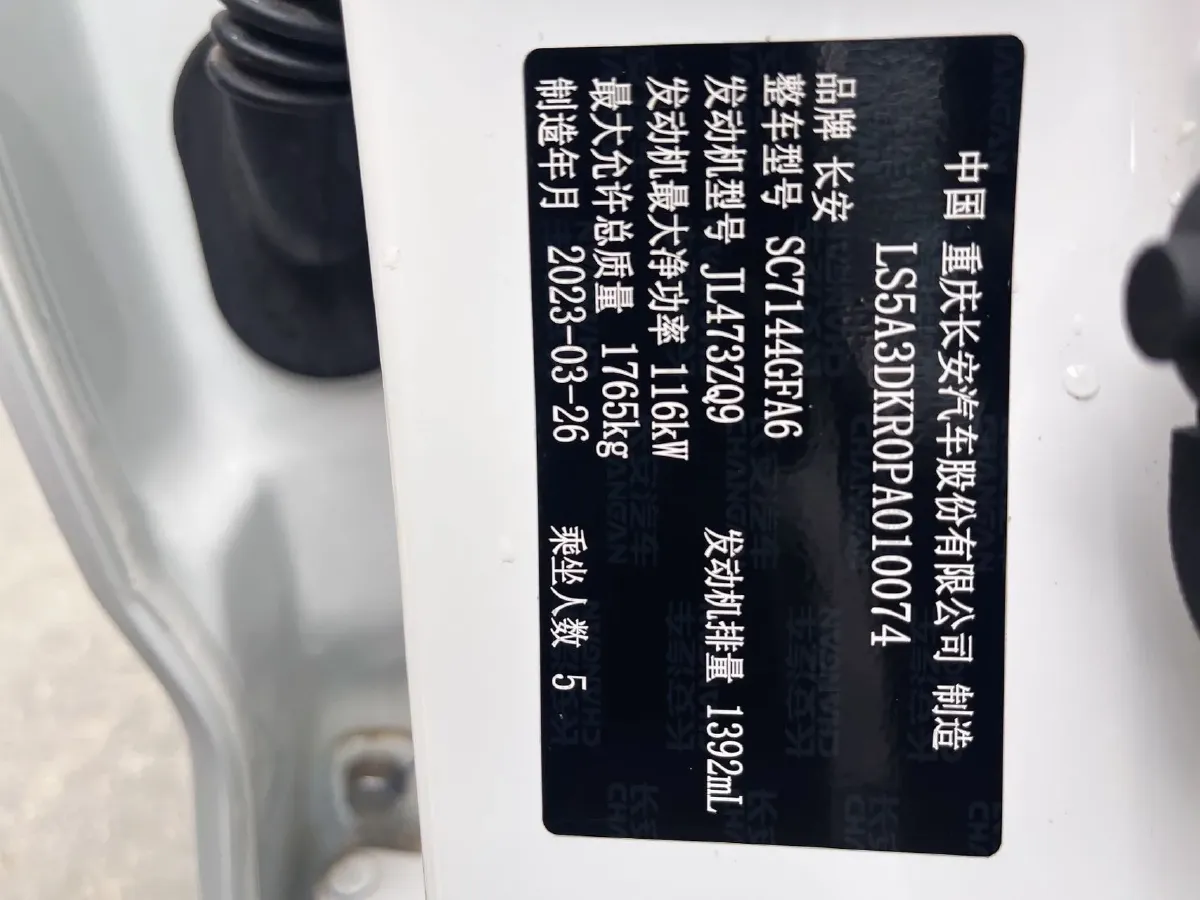 中国 重庆长安汽车股份有限公司 制造
LS5A3DKR0PA010074
品牌 长安
整车型号 SC7144GFA6
发动机型号 JL473ZQ9 发动机排量 1392mL
发动机最大净功率 116kW
最大允许总质量 1765kg
制造年月 2023-03-26 乘坐人数 5